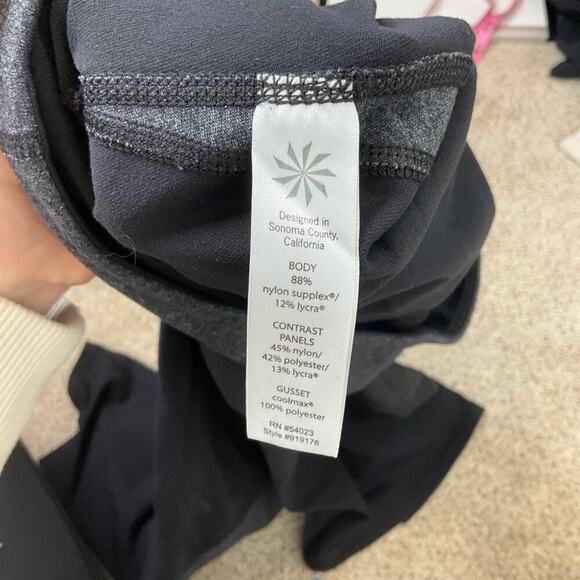 Designed in
Sonoma County,
California
BODY
88%
nylon supplex®/
12% lycra®
CONTRAST
PANELS
45% nylon/
42% polyester/
13% lycra®
GUSSET
coolmax®
100% polyester
RN #54023
Style #919176